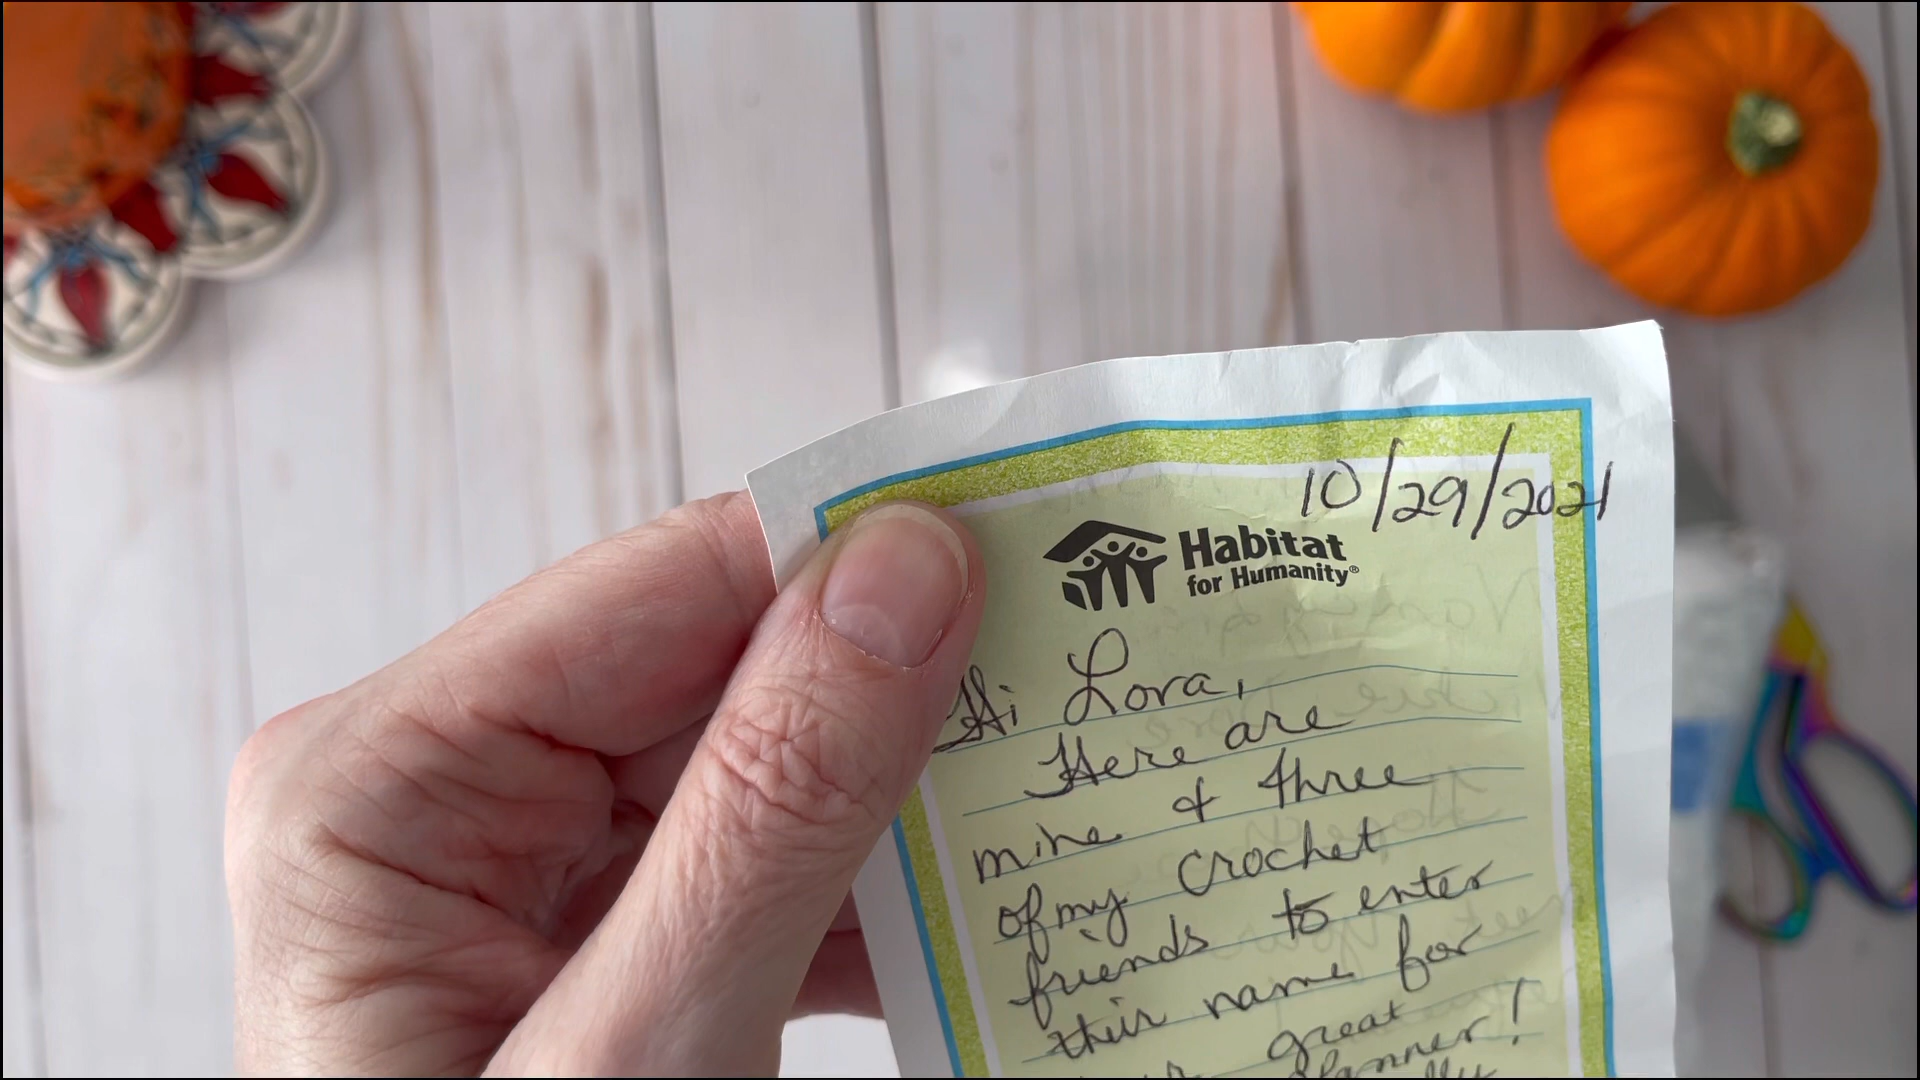 10/29/2021
Habitat
for Humanity®
Hi Lora,
Here are
mine & three
of my crochet
friends to enter
their name for
great
planner!